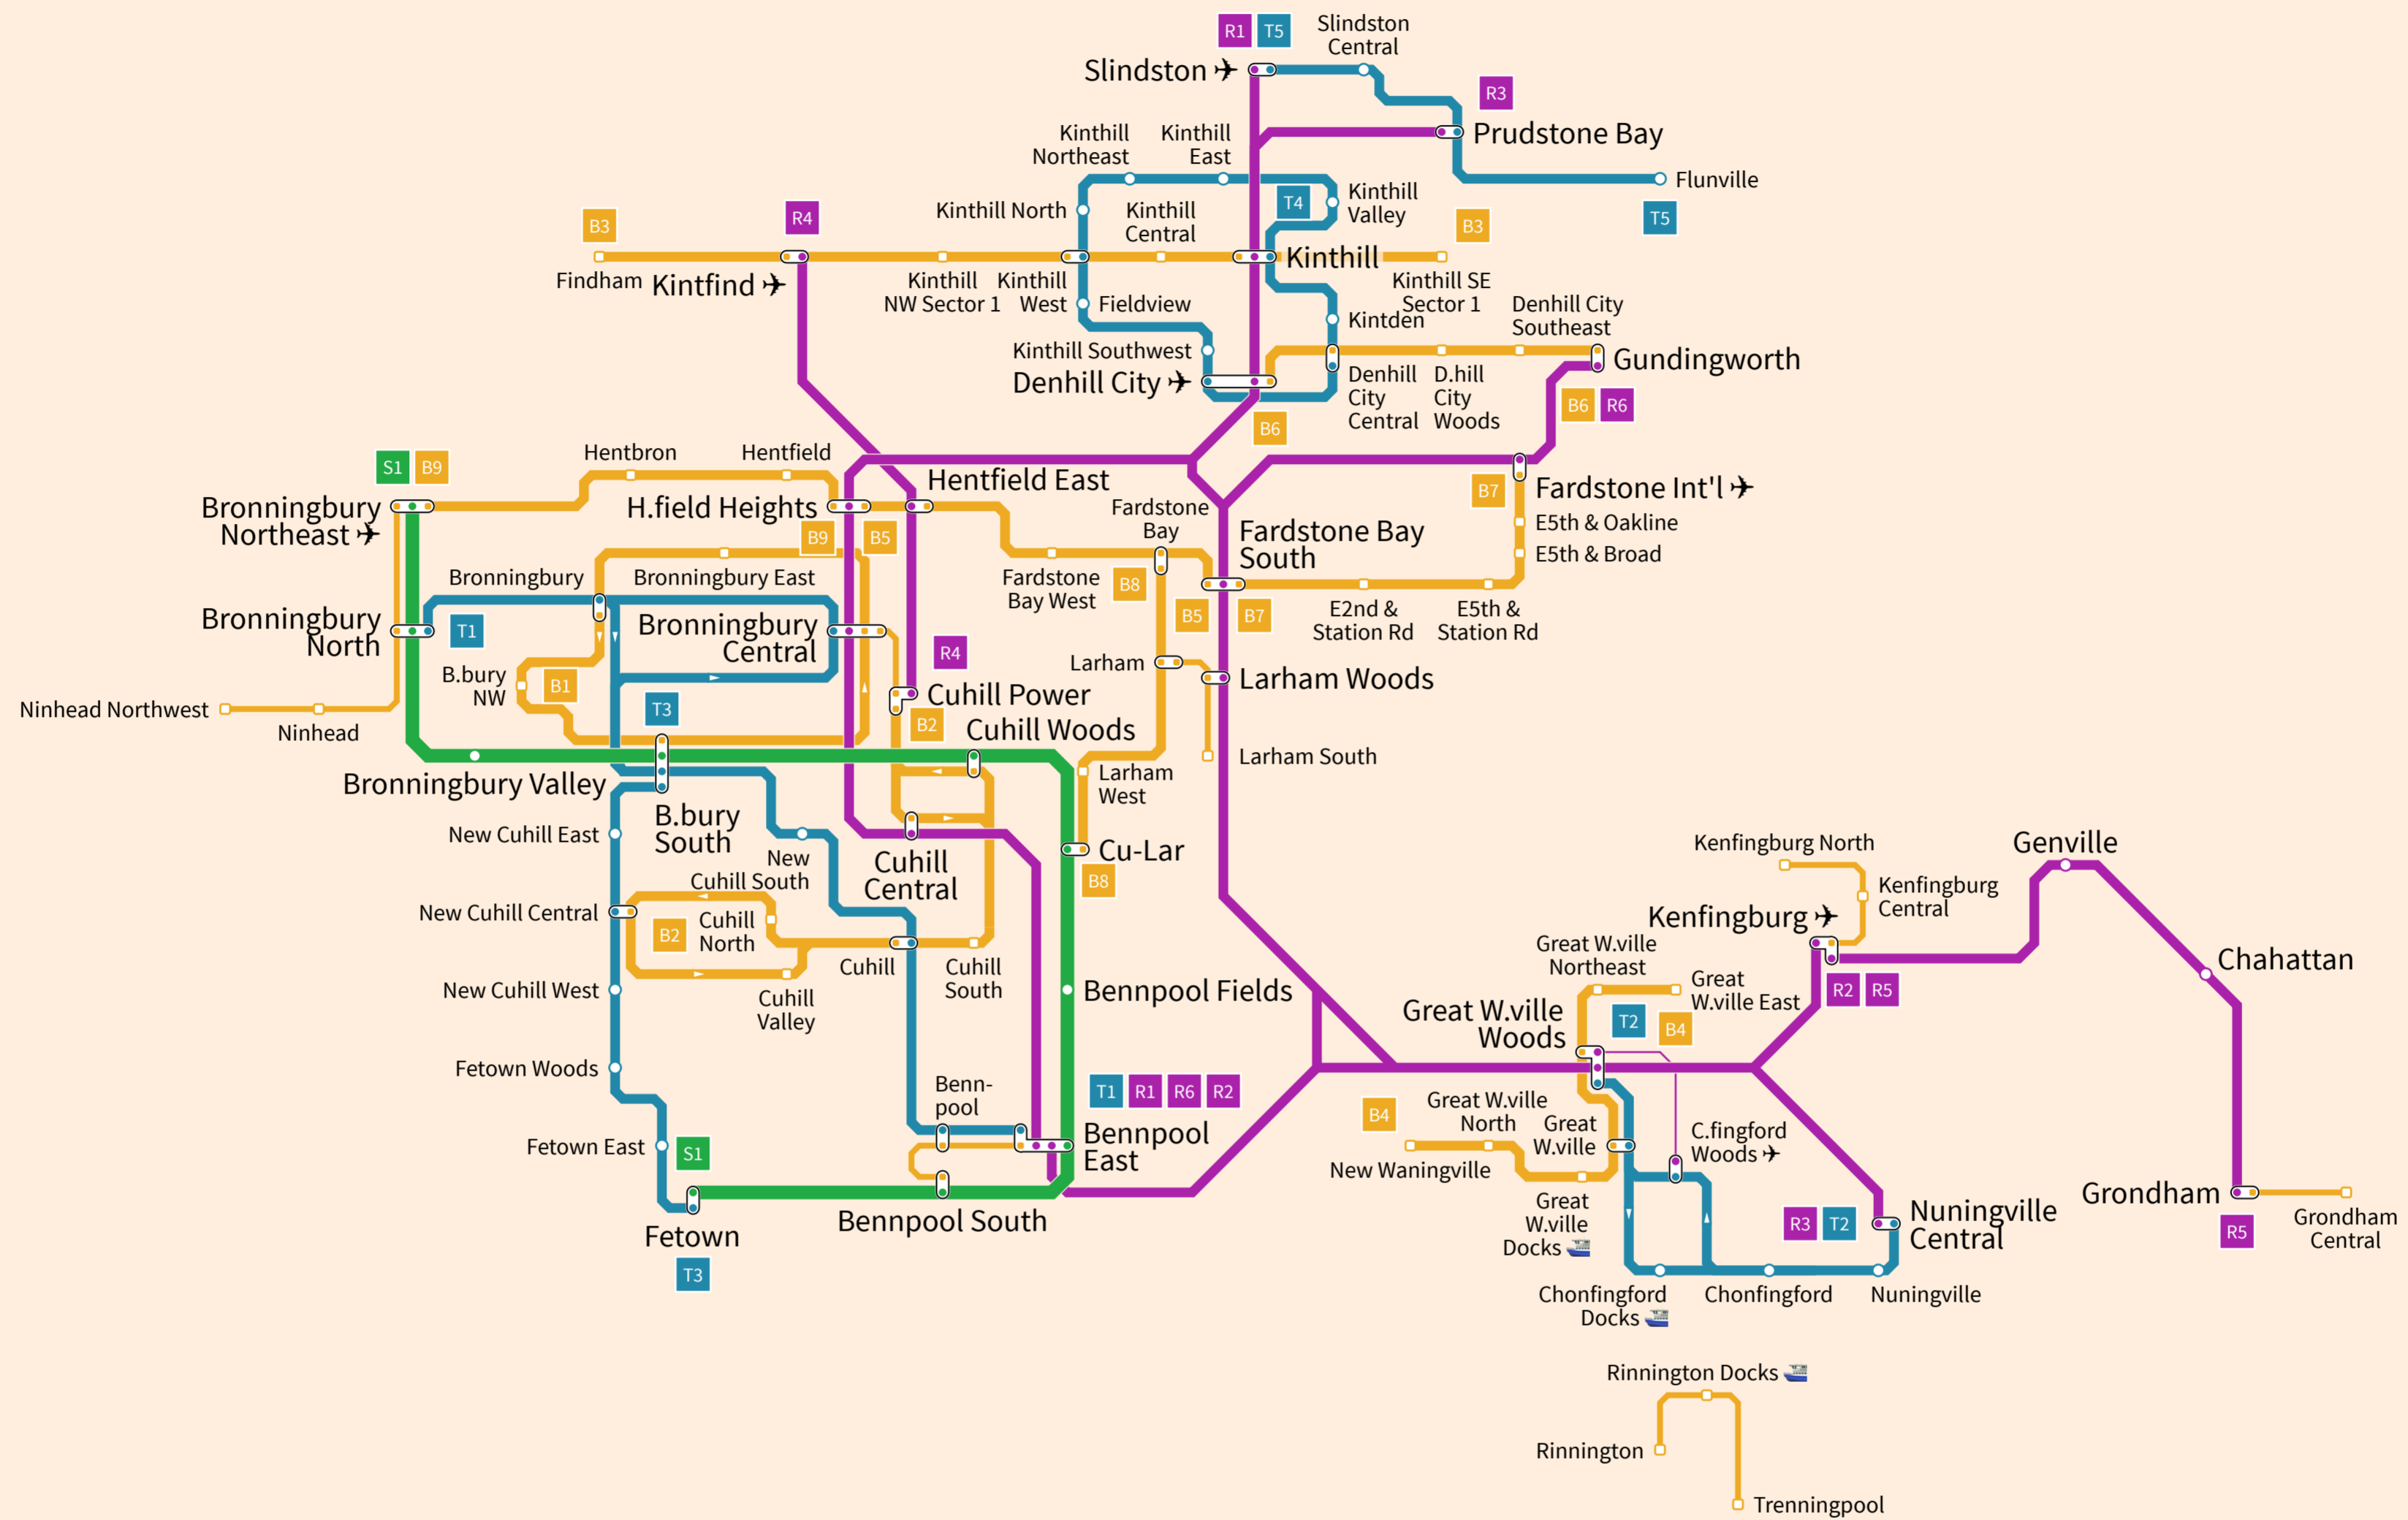 R1 T5
Slindston
Central
Slindston ✈
R3
Prudstone Bay
Kinthill
Northeast
Kinthill
East
Flunville
T5
Kinthill
Valley
T4
Kinthill North
Kinthill
Central
R4
B3
B3
Findham
Kintfind ✈
Kinthill
NW Sector 1
Kinthill
West
Kinthill
Kinthill SE
Sector 1
Fieldview
Kintden
Denhill City
Southeast
Kinthill Southwest
Denhill City ✈
Gundingworth
Denhill
City
Central
D.hill
City
Woods
B6 R6
B6
Hentbron
Hentfield
S1 B9
Hentfield East
Bronningbury
Northeast ✈
H.field Heights
Fardstone
Bay
B7
Fardstone Int'l ✈
B9
B5
Fardstone Bay
South
E5th & Oakline
E5th & Broad
Bronningbury
Bronningbury East
Fardstone
Bay West
B8
B5
B7
E2nd &
Station Rd
E5th &
Station Rd
Bronningbury
North
T1
Bronningbury
Central
R4
Larham
Larham Woods
B.bury
NW
B1
Cuhill Power
Ninhead Northwest
Ninhead
T3
B2
Cuhill Woods
Larham South
Bronningbury Valley
Larham
West
B.bury
South
New Cuhill East
New
Cuhill South
Cuhill
Central
Cu-Lar
B8
Kenfingburg North
Genville
Kenfingburg
Central
New Cuhill Central
B2
Cuhill
North
Kenfingburg ✈
Great W.ville
Northeast
Chahattan
Cuhill
Cuhill
South
New Cuhill West
Cuhill
Valley
Bennpool Fields
Great
W.ville East
R2 R5
Great W.ville
Woods
T2
B4
Fetown Woods
Benn-
pool
T1 R1 R6 R2
B4
Great W.ville
North
Great
W.ville
C.fingford
Woods ✈
Bennpool
East
Fetown East
S1
New Waningville
Grondham
Great
W.ville
Docks 🛳
Bennpool South
Fetown
R3 T2
Nuningville
Central
R5
Grondham
Central
T3
Chonfingford
Docks 🛳
Chonfingford
Nuningville
Rinnington Docks 🛳
Rinnington
Trenningpool